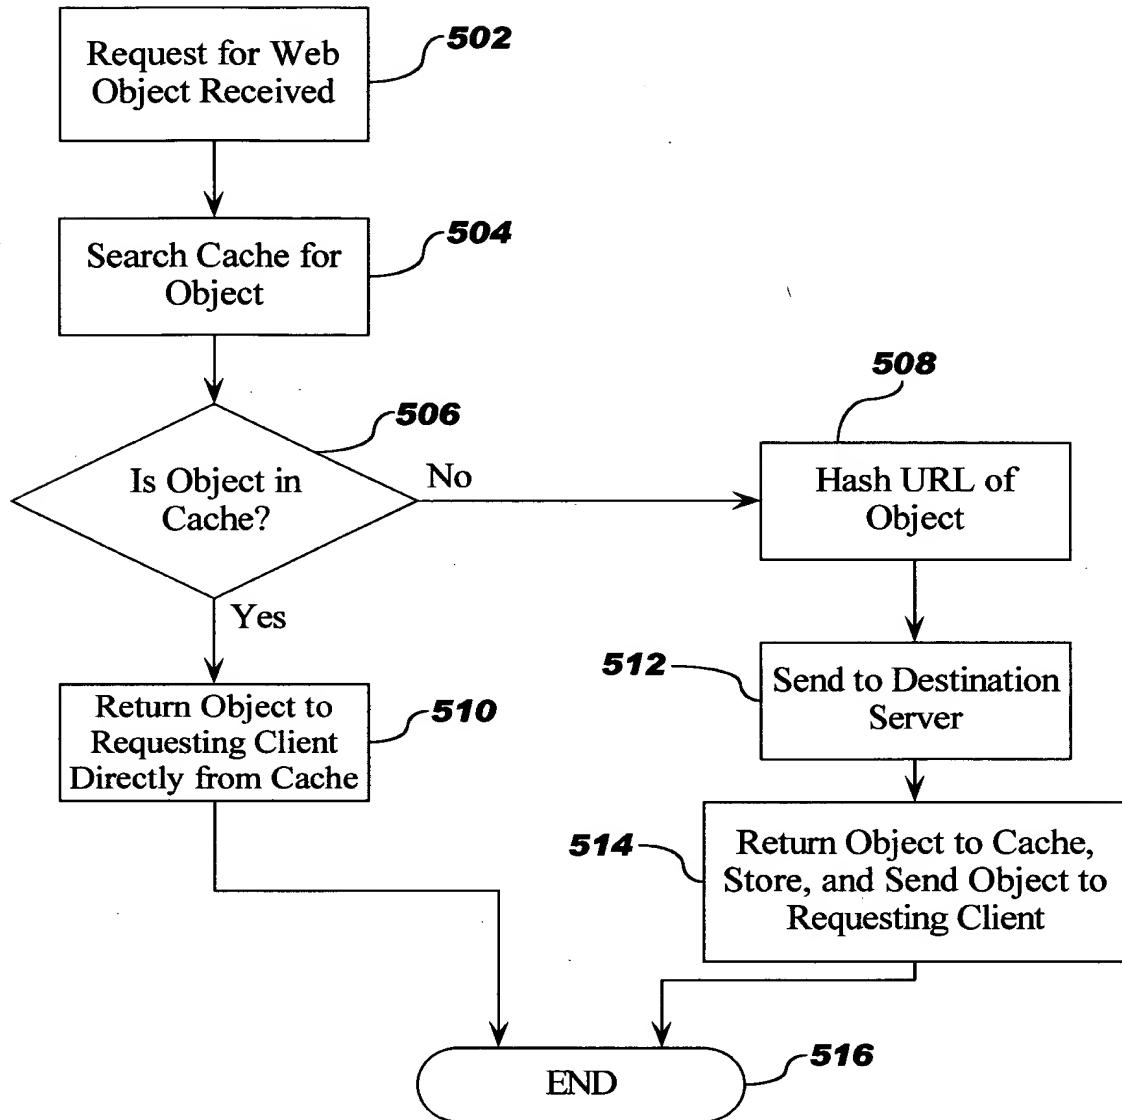 Request for Web
Object Received
502
Search Cache for
Object
504
506
Is Object in
Cache?
No
Yes
508
Hash URL of
Object
512
Send to Destination
Server
Return Object to
Requesting Client
Directly from Cache
510
514
Return Object to Cache,
Store, and Send Object to
Requesting Client
END
516